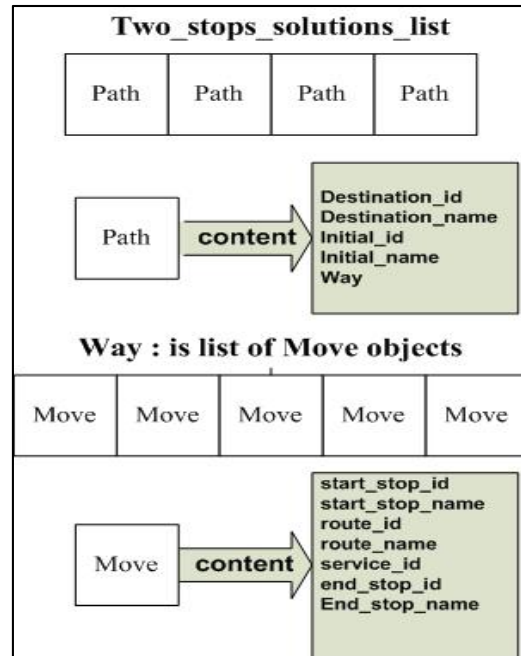 Two_stops_solutions_list
Path Path Path Path
Path
content
Destination_id
Destination_name
Initial_id
Initial_name
Way
Way : is list of Move objects
Move Move Move Move Move
Move
content
start_stop_id
start_stop_name
route_id
route_name
service_id
end_stop_id
End_stop_name